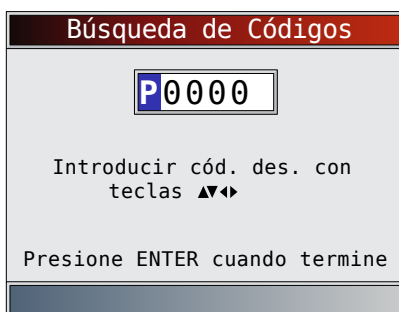 Búsqueda de Códigos
P0000
Introducir cód. des. con
teclas ▲▼◀▶
Presione ENTER cuando termine